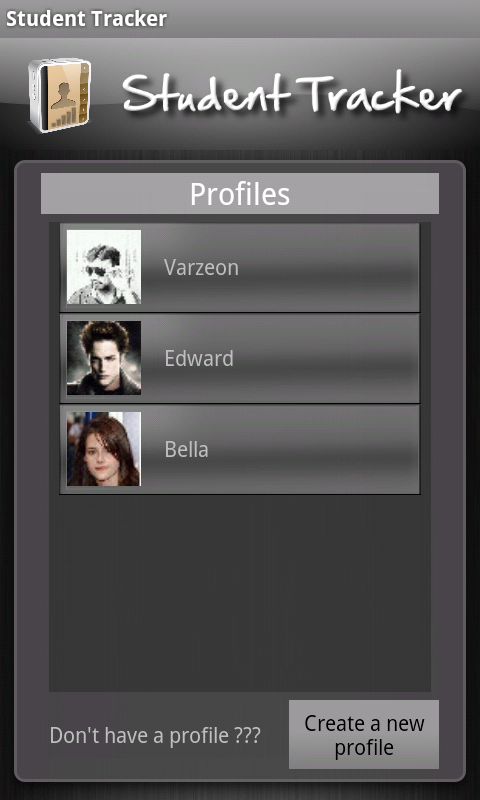 Student Tracker
Student Tracker
Profiles
Varzeon
Edward
Bella
Don't have a profile ???
Create a new
profile